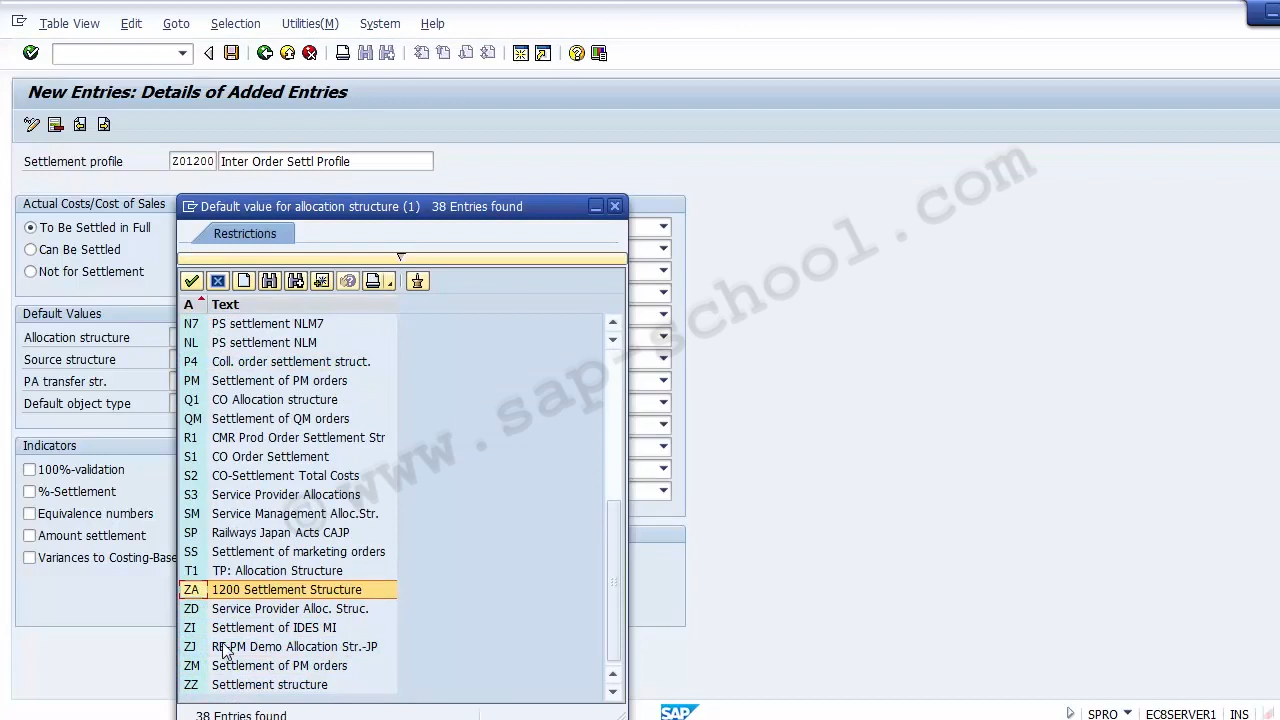 Table View Edit Goto Selection Utilities(M) System Help
New Entries: Details of Added Entries
Settlement profile Z01200 Inter Order Settl Profile
Actual Costs/Cost of Sales
To Be Settled in Full
Can Be Settled
Not for Settlement
Default Values
Allocation structure
Source structure
PA transfer str.
Default object type
Indicators
100%-validation
%-Settlement
Equivalence numbers
Amount settlement
Variances to Costing-Base
Default value for allocation structure (1) 38 Entries found
Restrictions
A Text
N7 PS settlement NLM7
NL PS settlement NLM
P4 Coll. order settlement struct.
PM Settlement of PM orders
Q1 CO Allocation structure
QM Settlement of QM orders
R1 CMR Prod Order Settlement Str
S1 CO Order Settlement
S2 CO-Settlement Total Costs
S3 Service Provider Allocations
SM Service Management Alloc.Str.
SP Railways Japan Acts CAJP
SS Settlement of marketing orders
T1 TP: Allocation Structure
ZA 1200 Settlement Structure
ZD Service Provider Alloc. Struc.
ZI Settlement of IDES MI
ZJ RE-PM Demo Allocation Str.-JP
ZM Settlement of PM orders
ZZ Settlement structure
38 Entries found
© www.sap-school.com
SAP SPRO EC8SERVER1 INS